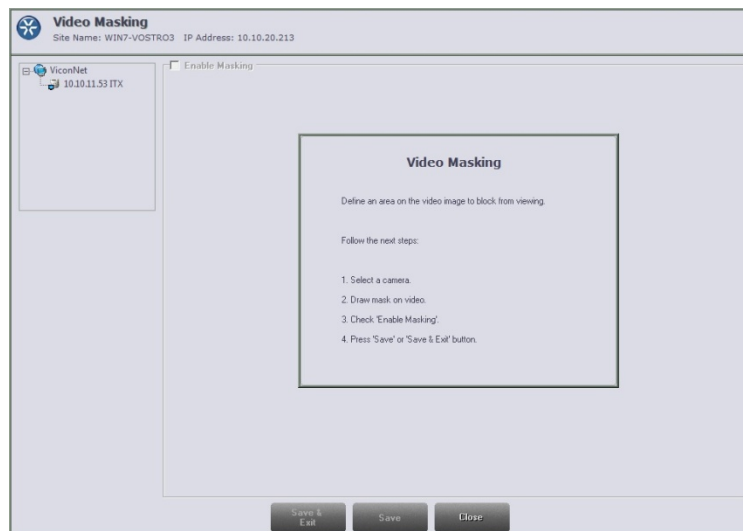 Video Masking
Site Name: WIN7-VOSTRO3 IP Address: 10.10.20.213
ViconNet
10.10.11.53 ITX
Enable Masking
Video Masking
Define an area on the video image to block from viewing.
Follow the next steps:
1. Select a camera.
2. Draw mask on video.
3. Check 'Enable Masking'.
4. Press 'Save' or 'Save & Exit' button.
Save &
Exit
Save
Close